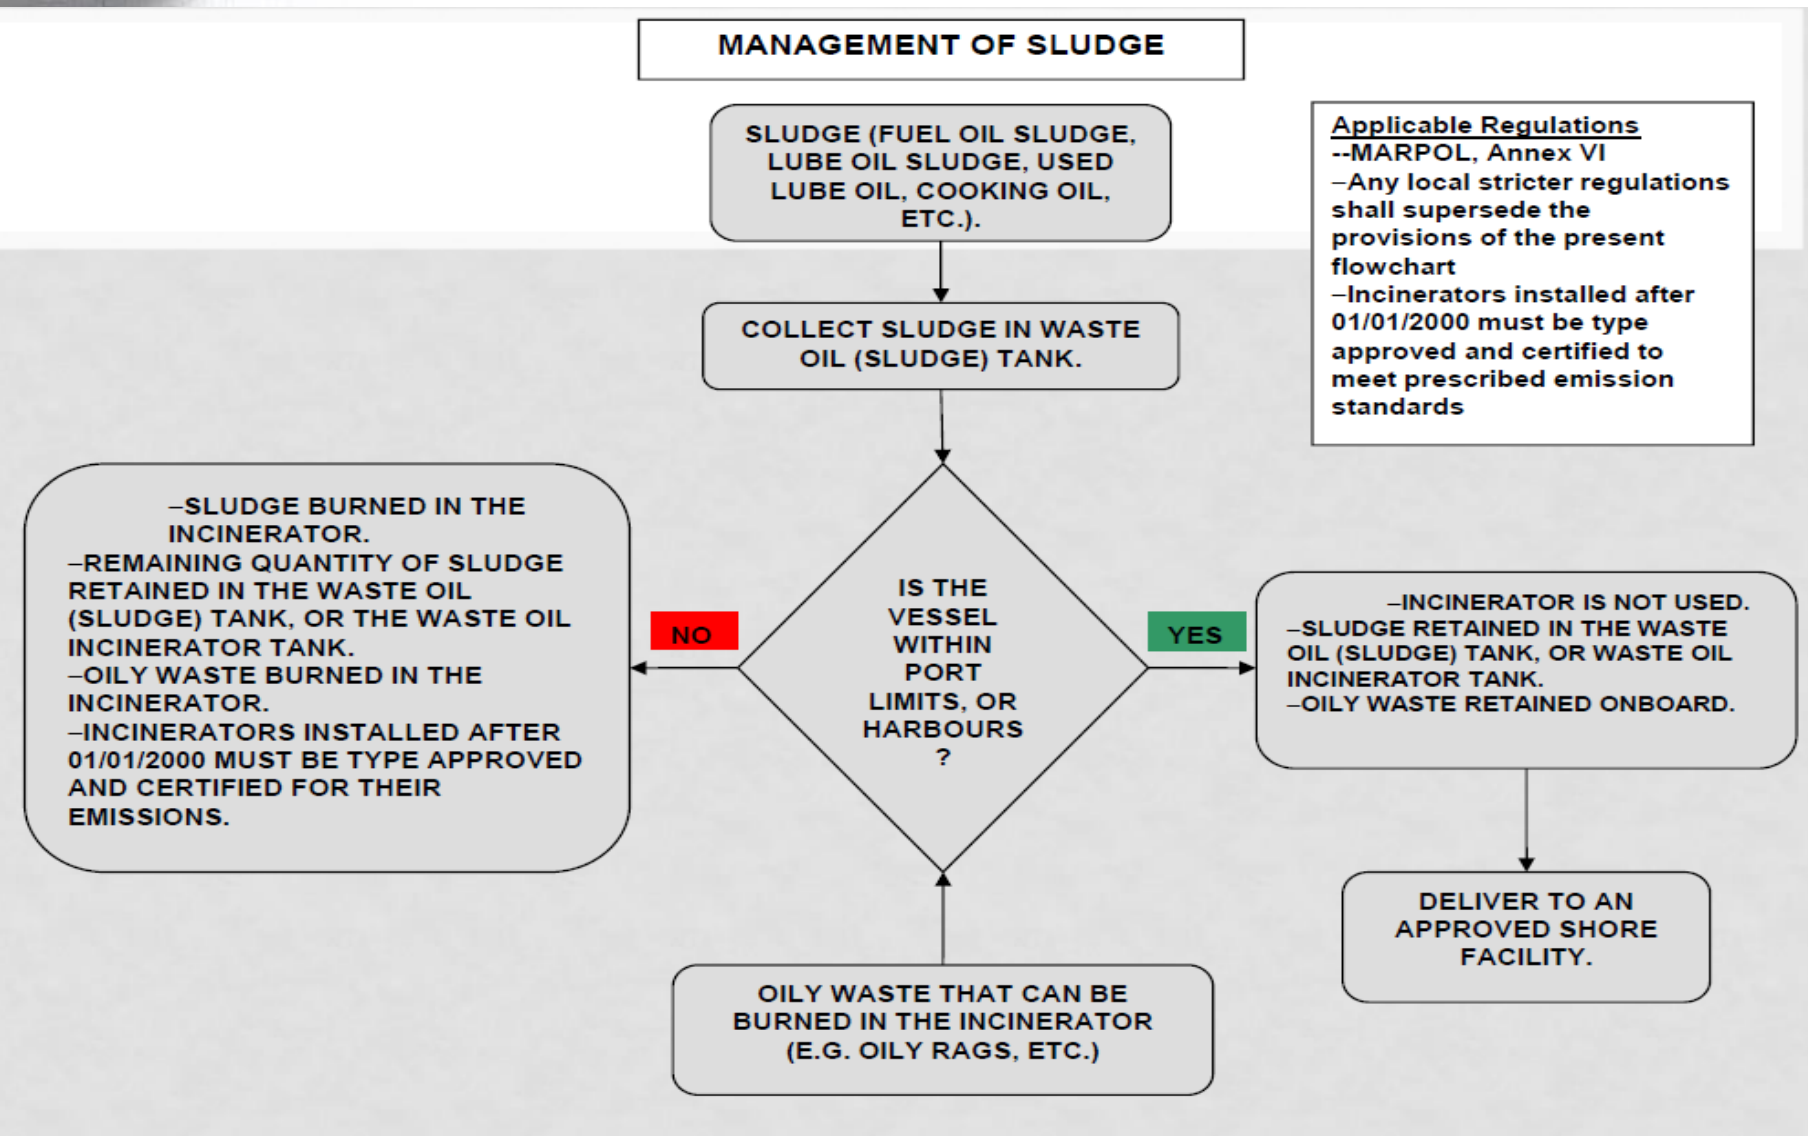 MANAGEMENT OF SLUDGE
SLUDGE (FUEL OIL SLUDGE,
LUBE OIL SLUDGE, USED
LUBE OIL, COOKING OIL,
ETC.).
Applicable Regulations
--MARPOL, Annex VI
–Any local stricter regulations
shall supersede the
provisions of the present
flowchart
–Incinerators installed after
01/01/2000 must be type
approved and certified to
meet prescribed emission
standards
COLLECT SLUDGE IN WASTE
OIL (SLUDGE) TANK.
–SLUDGE BURNED IN THE
INCINERATOR.
–REMAINING QUANTITY OF SLUDGE
RETAINED IN THE WASTE OIL
(SLUDGE) TANK, OR THE WASTE OIL
INCINERATOR TANK.
–OILY WASTE BURNED IN THE
INCINERATOR.
–INCINERATORS INSTALLED AFTER
01/01/2000 MUST BE TYPE APPROVED
AND CERTIFIED FOR THEIR
EMISSIONS.
NO
IS THE
VESSEL
WITHIN
PORT
LIMITS, OR
HARBOURS
?
YES
–INCINERATOR IS NOT USED.
–SLUDGE RETAINED IN THE WASTE
OIL (SLUDGE) TANK, OR WASTE OIL
INCINERATOR TANK.
–OILY WASTE RETAINED ONBOARD.
DELIVER TO AN
APPROVED SHORE
FACILITY.
OILY WASTE THAT CAN BE
BURNED IN THE INCINERATOR
(E.G. OILY RAGS, ETC.)